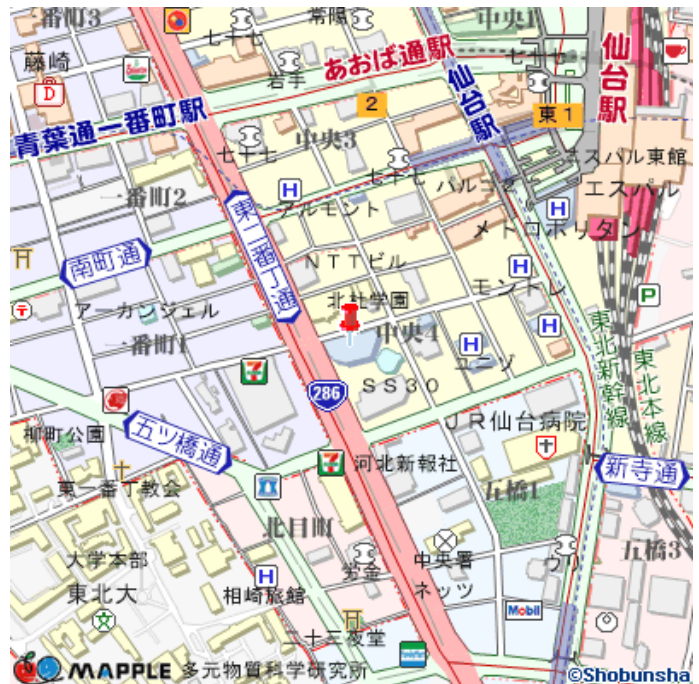 一番町3
七十七
常陽
中央1
七十七
藤崎
岩手
あおば通駅
仙台駅
仙台駅
D
青葉通一番町駅
2
東1
七十七
中央3
七十七
エスパル東館
パルコ2
エスパル
一番町2
H
アルモント
H
メトロポリタン
東二番丁通
南町通
NTTビル
H
モントレ
P
アーカンジェル
北杜学園
東北新幹線
東北本線
一番町1
中央4
H
H
ユニゾ
7
286
SS30
柳町公園
五ツ橋通
JR仙台病院
7
河北新報社
新寺通
東一番丁教会
五橋1
北目町
五橋3
大学本部
中央署
労金
東北大
H
相崎旅館
ネッツ
Mobil
二十三夜堂
MAPPLE
多元物質科学研究所
©Shobunsha